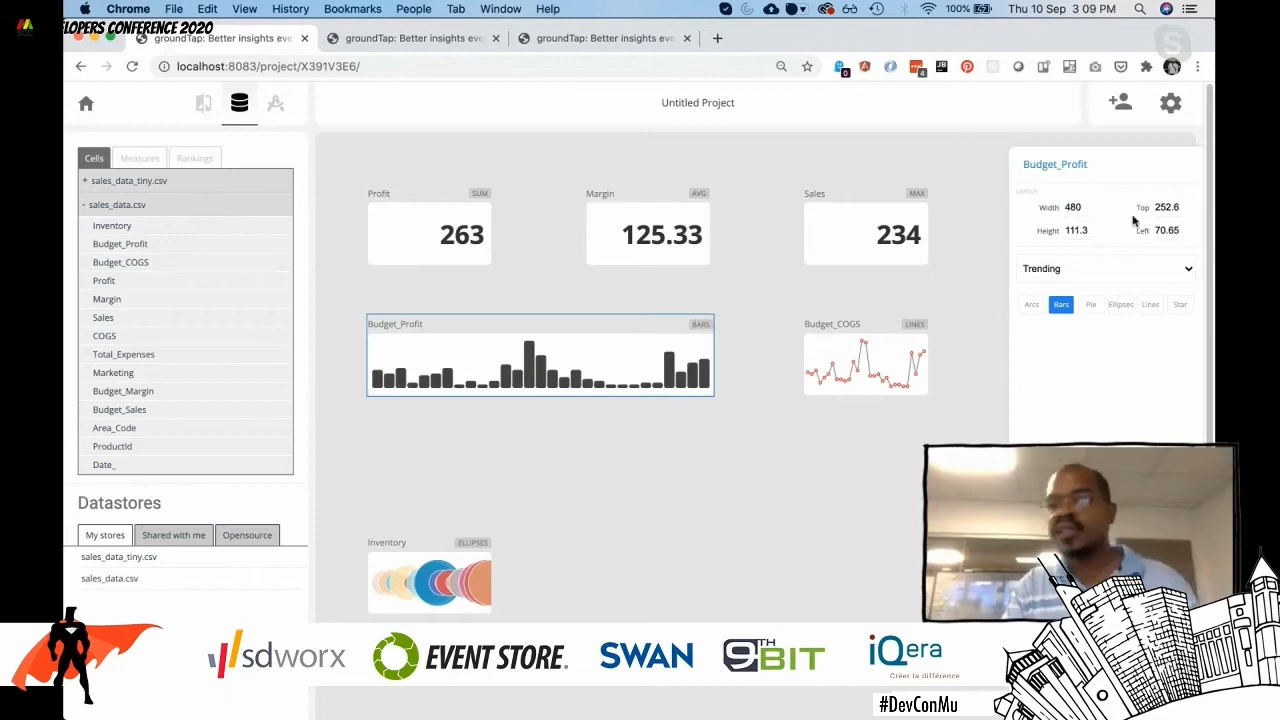 Chrome File Edit View History Bookmarks People Tab Window Help 100% Thu 10 Sep 3 09 PM
ELOPERS CONFERENCE 2020
groundTap: Better insights eve × groundTap: Better insights eve × groundTap: Better insights eve × +
localhost:8083/project/X391V3E6/
Untitled Project
Cells Measures Rankings
+ sales_data_tiny.csv
- sales_data.csv
Inventory
Budget_Profit
Budget_COGS
Profit
Margin
Sales
COGS
Total_Expenses
Marketing
Budget_Margin
Budget_Sales
Area_Code
ProductId
Date_
Datastores
My stores Shared with me Opensource
sales_data_tiny.csv
sales_data.csv
Profit SUM
263
Margin AVG
125.33
Sales MAX
234
Budget_Profit BARS
Budget_COGS LINES
Inventory ELLIPSES
Budget_Profit
LAYOUT
Width 480 Top 252.6
Height 111.3 Left 70.65
Trending
Arcs Bars Pie Ellipses Lines Star
sdworx
EVENT STORE.
SWAN
9TH BIT
iQera
Créer la différence
#DevConMu